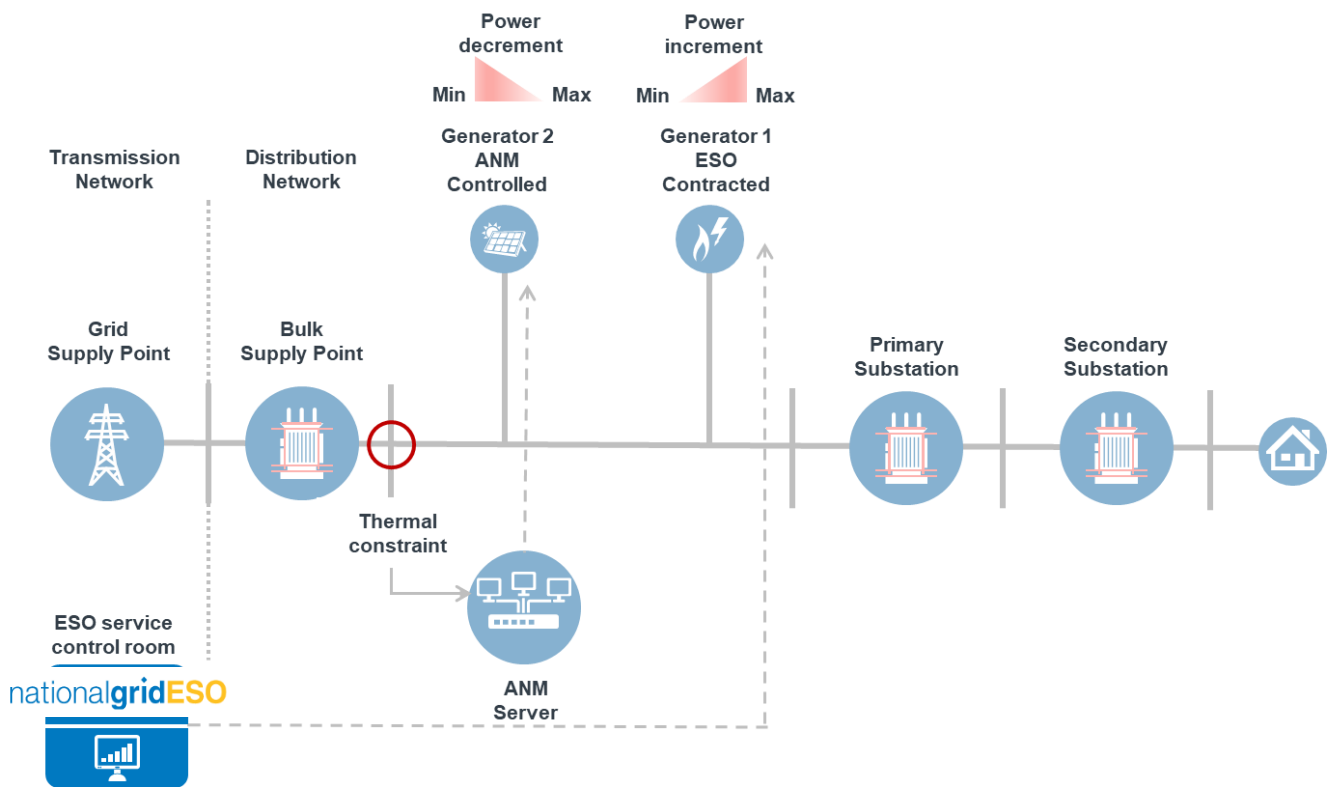 Power
decrement
Min
Max
Power
increment
Min
Max
Generator 2
ANM
Controlled
Generator 1
ESO
Contracted
Transmission
Network
Distribution
Network
Grid
Supply Point
Bulk
Supply Point
Primary
Substation
Secondary
Substation
Thermal
constraint
ANM
Server
ESO service
control room
nationalgridESO